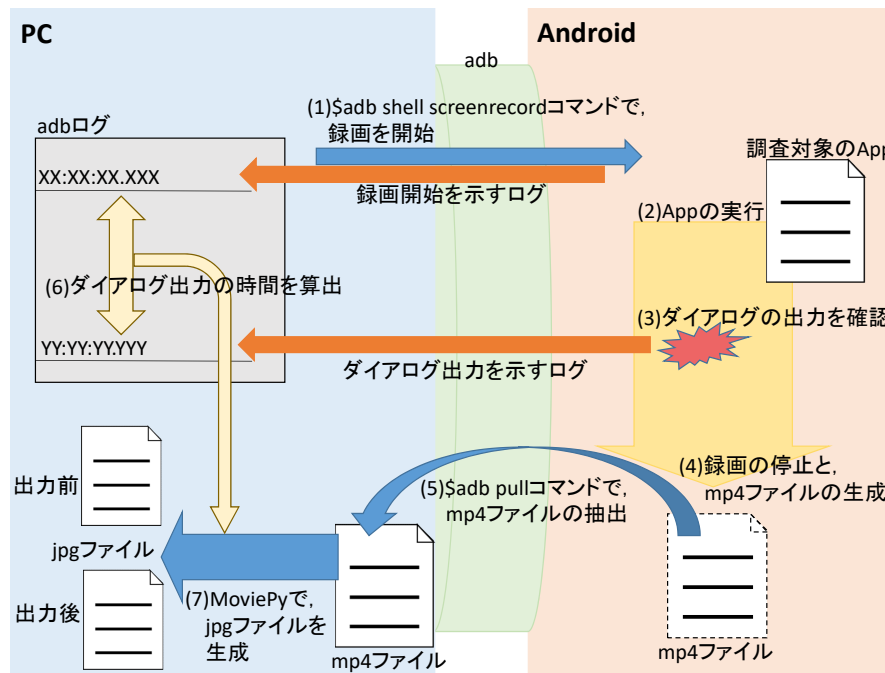 PC
Android
adb
(1)$adb shell screenrecordコマンドで,
録画を開始
adbログ
調査対象のApp
XX:XX:XX.XXX
録画開始を示すログ
(2)Appの実行
(6)ダイアログ出力の時間を算出
(3)ダイアログの出力を確認
YY:YY:YY.YYY
ダイアログ出力を示すログ
(4)録画の停止と,
mp4ファイルの生成
(5)$adb pullコマンドで,
mp4ファイルの抽出
出力前
jpgファイル
(7)MoviePyで,
jpgファイルを
生成
出力後
mp4ファイル
mp4ファイル